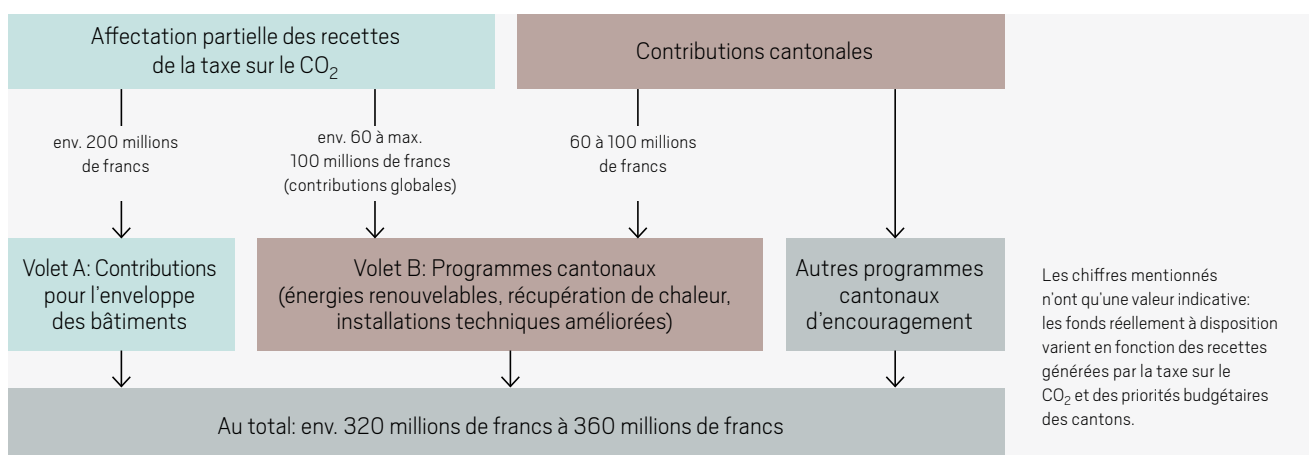 Affectation partielle des recettes
de la taxe sur le CO₂
Contributions cantonales
env. 200 millions
de francs
env. 60 à max.
100 millions de francs
(contributions globales)
60 à 100 millions
de francs
Volet A: Contributions
pour l'enveloppe
des bâtiments
Volet B: Programmes cantonaux
(énergies renouvelables, récupération de chaleur,
installations techniques améliorées)
Autres programmes
cantonaux
d'encouragement
Les chiffres mentionnés
n'ont qu'une valeur indicative:
les fonds réellement à disposition
varient en fonction des recettes
générées par la taxe sur le
CO₂ et des priorités budgétaires
des cantons.
Au total: env. 320 millions de francs à 360 millions de francs